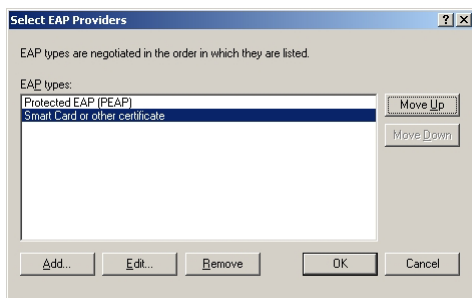 Select EAP Providers
EAP types are negotiated in the order in which they are listed.
EAP types:
Protected EAP (PEAP)
Smart Card or other certificate
Move Up
Move Down
Add...
Edit...
Remove
OK
Cancel